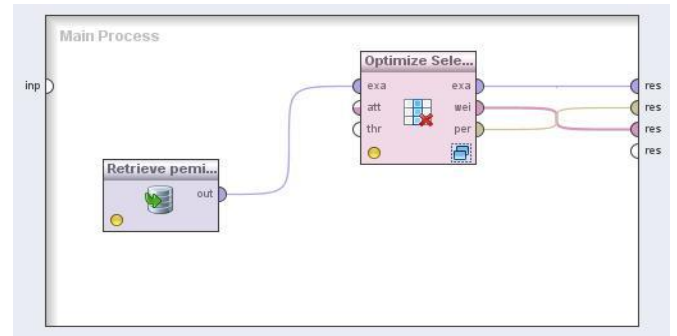 Main Process
Optimize Sele...
inp
exa exa res
att wei res
thr per res
res
Retrieve pemi...
out